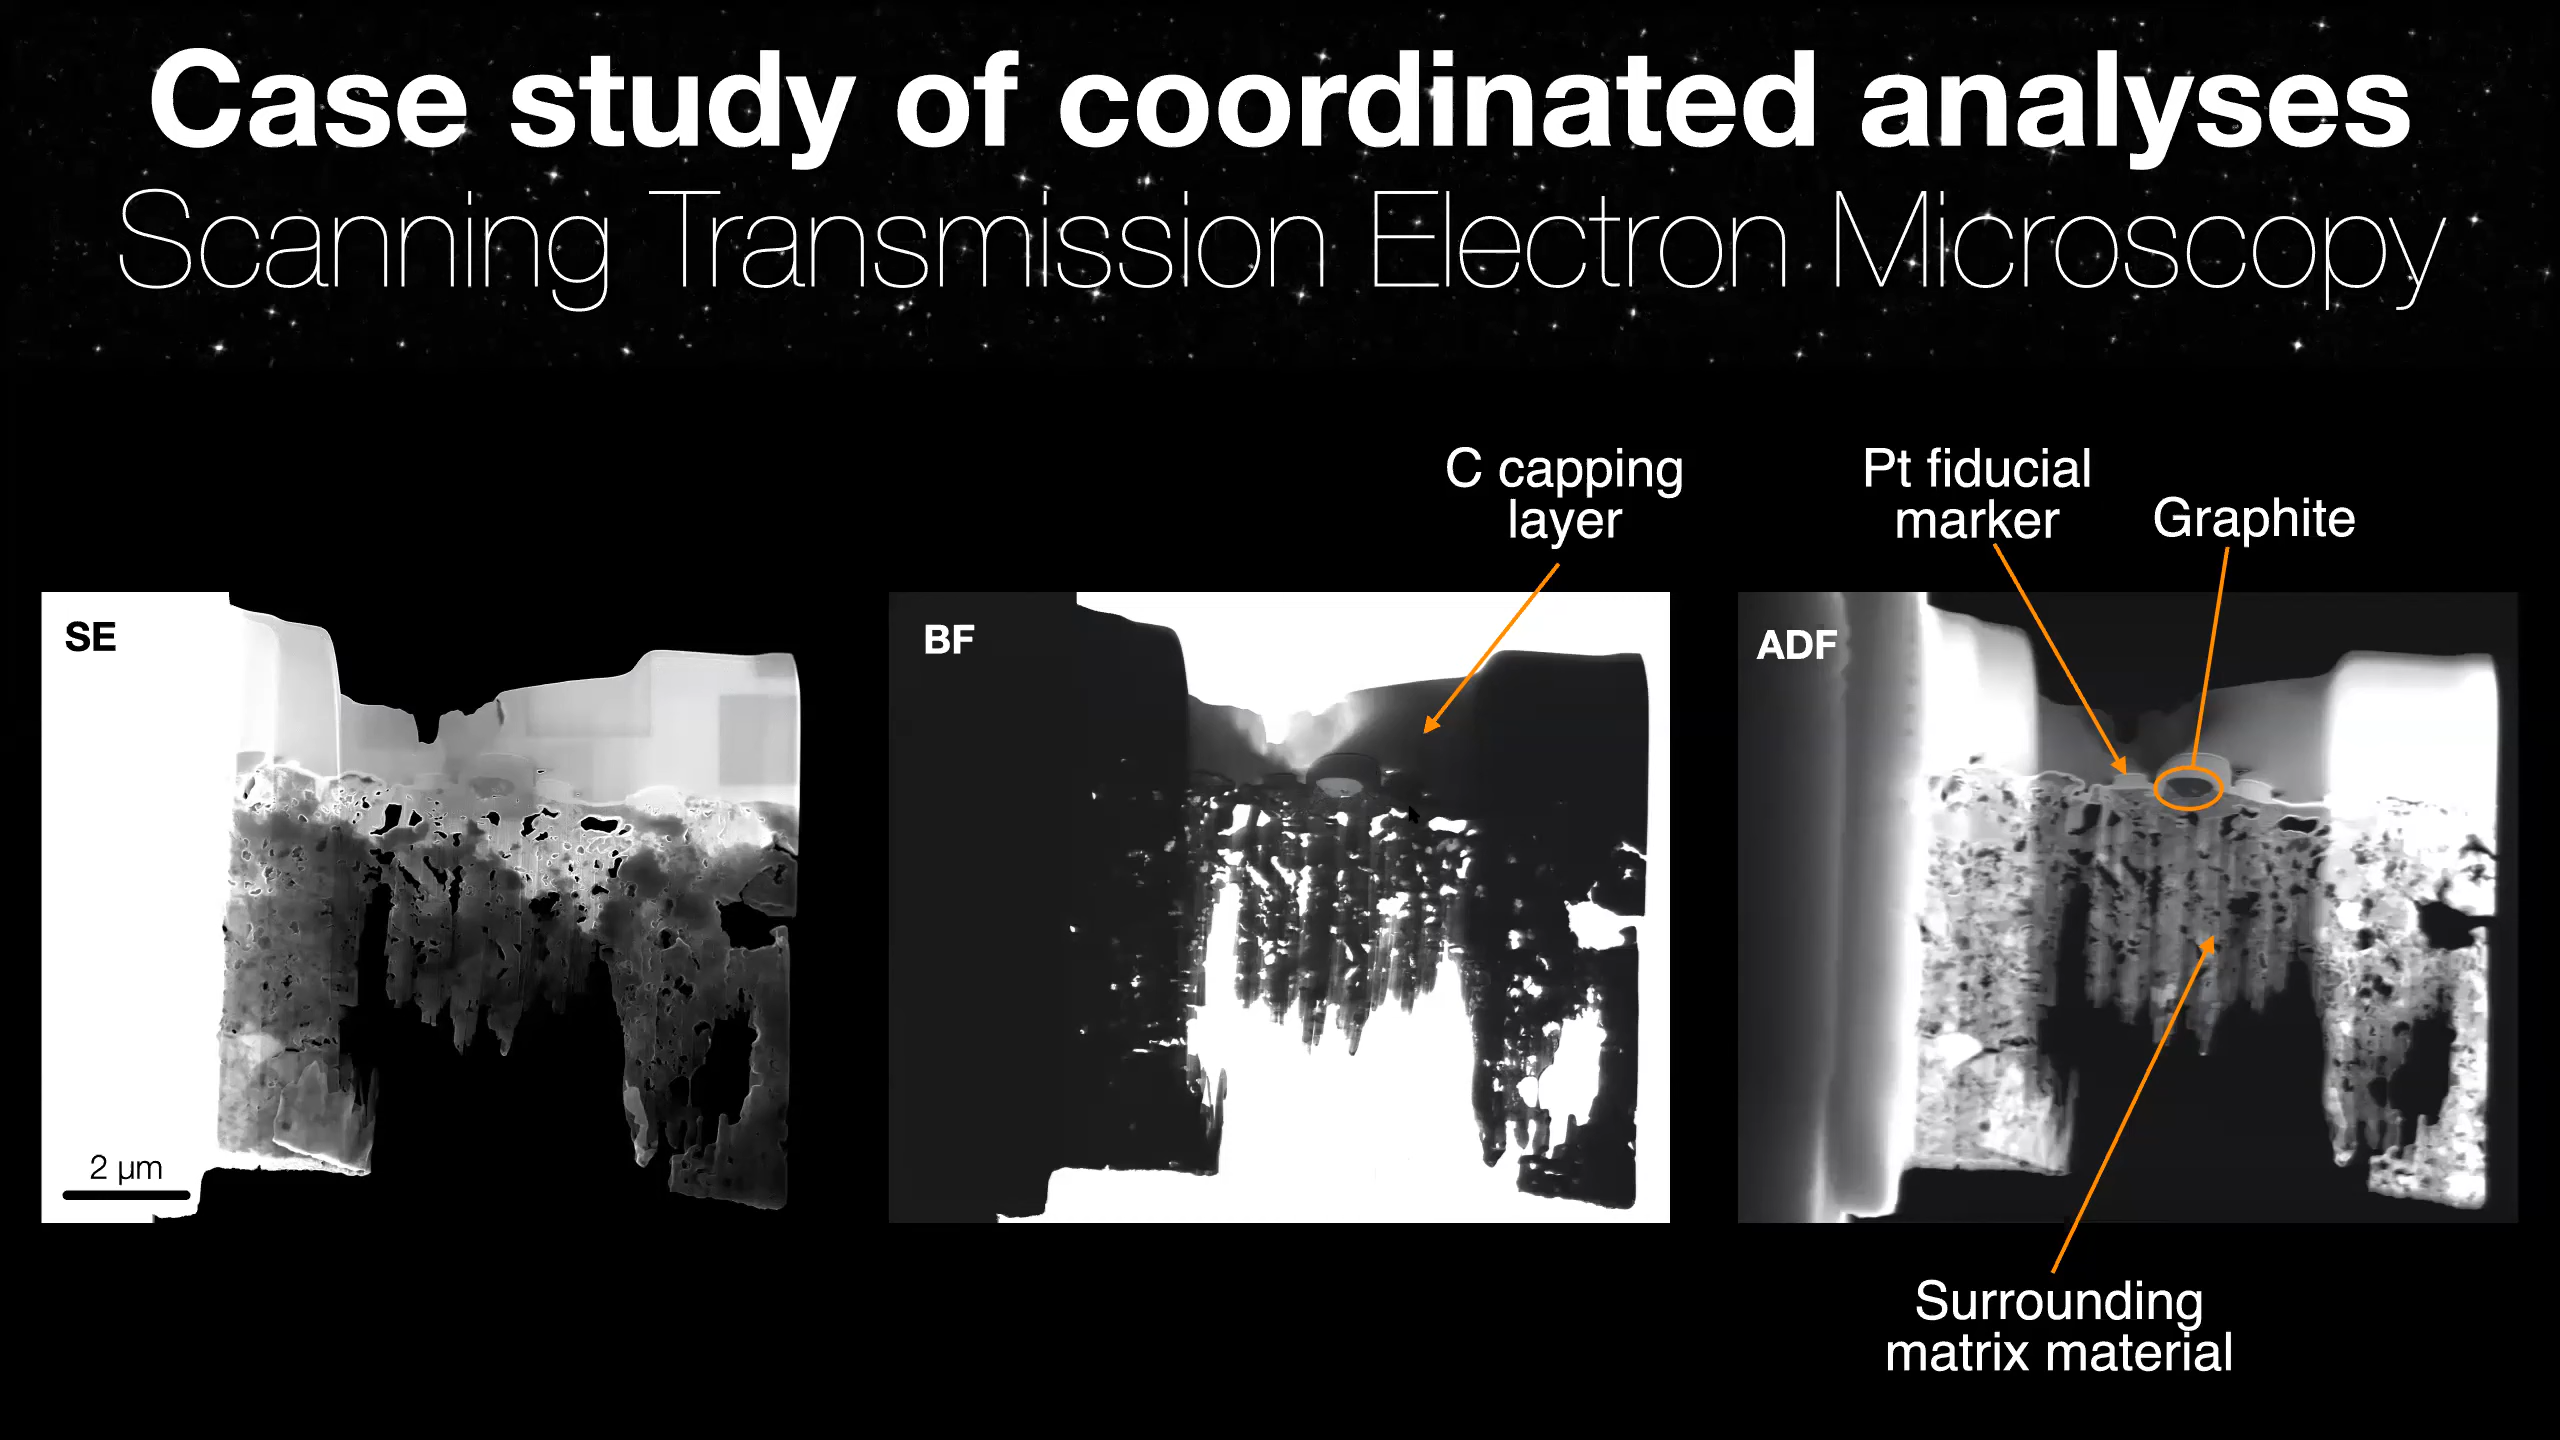 Case study of coordinated analyses
Scanning Transmission Electron Microscopy
C capping
layer
Pt fiducial
marker
Graphite
SE
BF
ADF
2 µm
Surrounding
matrix material